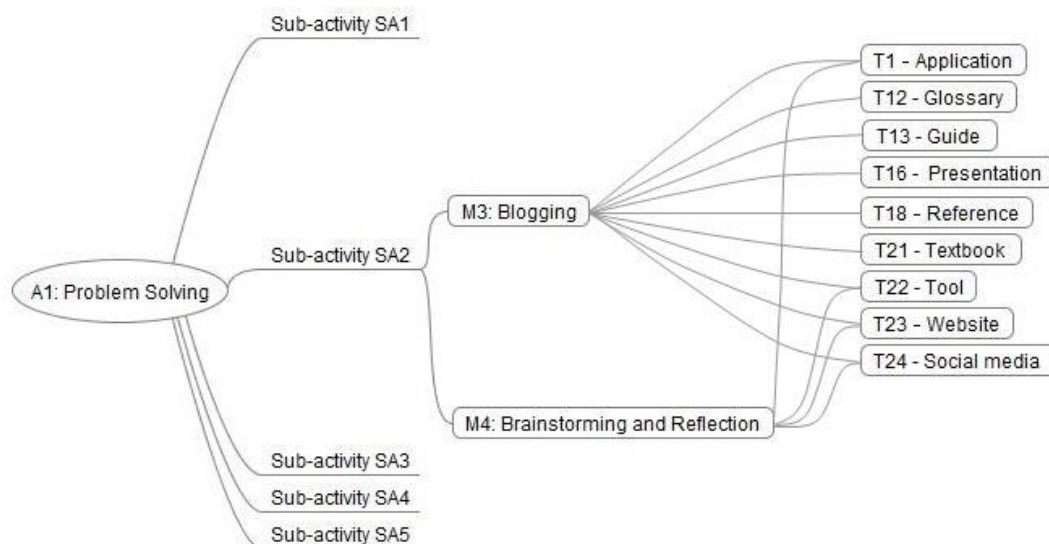 A1: Problem Solving
Sub-activity SA1
Sub-activity SA2
Sub-activity SA3
Sub-activity SA4
Sub-activity SA5
M3: Blogging
M4: Brainstorming and Reflection
T1 - Application
T12 - Glossary
T13 - Guide
T16 - Presentation
T18 - Reference
T21 - Textbook
T22 - Tool
T23 - Website
T24 - Social media